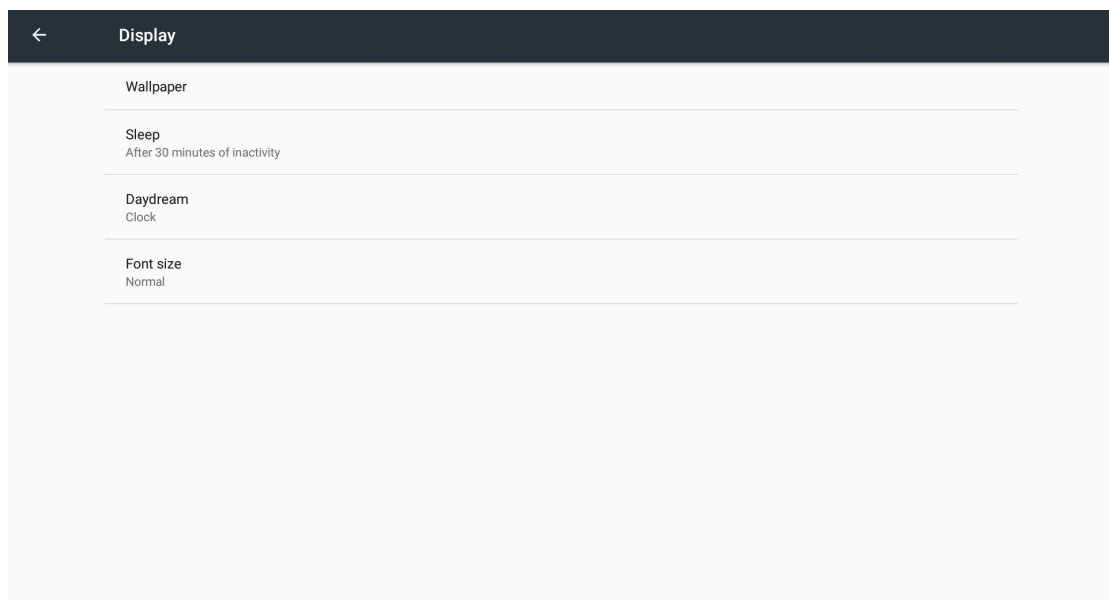 Display
Wallpaper
Sleep
After 30 minutes of inactivity
Daydream
Clock
Font size
Normal